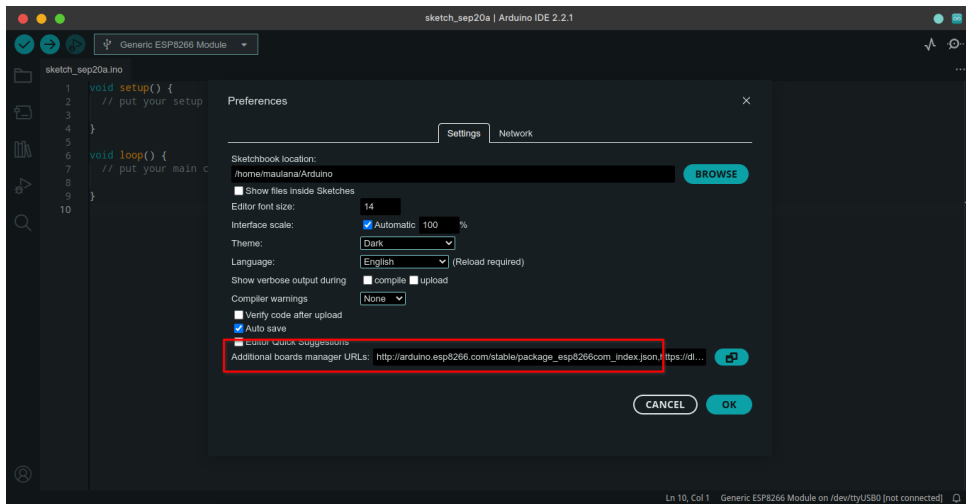 sketch_sep20a | Arduino IDE 2.2.1
Generic ESP8266 Module
sketch_sep20a.ino
1 void setup() {
2 // put your setup
3
4 }
5
6 void loop() {
7 // put your main c
8
9 }
10
Preferences
Settings Network
Sketchbook location:
/home/maulana/Arduino BROWSE
Show files inside Sketches
Editor font size: 14
Interface scale: Automatic 100 %
Theme: Dark
Language: English (Reload required)
Show verbose output during compile upload
Compiler warnings None
Verify code after upload
Auto save
Editor Quick Suggestions
Additional boards manager URLs: http://arduino.esp8266.com/stable/package_esp8266com_index.json,https://dl...
CANCEL OK
Ln 10, Col 1 Generic ESP8266 Module on /dev/ttyUSB0 [not connected]